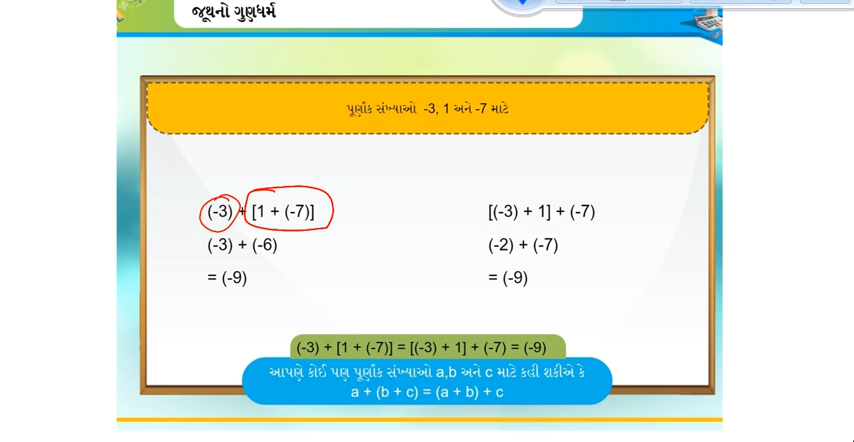 જૂથનો ગુણધર્મ
પૂર્ણાંક સંખ્યાઓ -3, 1 અને -7 માટે
(-3) + [1 + (-7)]
(-3) + (-6)
= (-9)
[(-3) + 1] + (-7)
(-2) + (-7)
= (-9)
(-3) + [1 + (-7)] = [(-3) + 1] + (-7) = (-9)
આપણે કોઈ પણ પૂર્ણાંક સંખ્યાઓ a,b અને c માટે કહી શકીએ કે
a + (b + c) = (a + b) + c